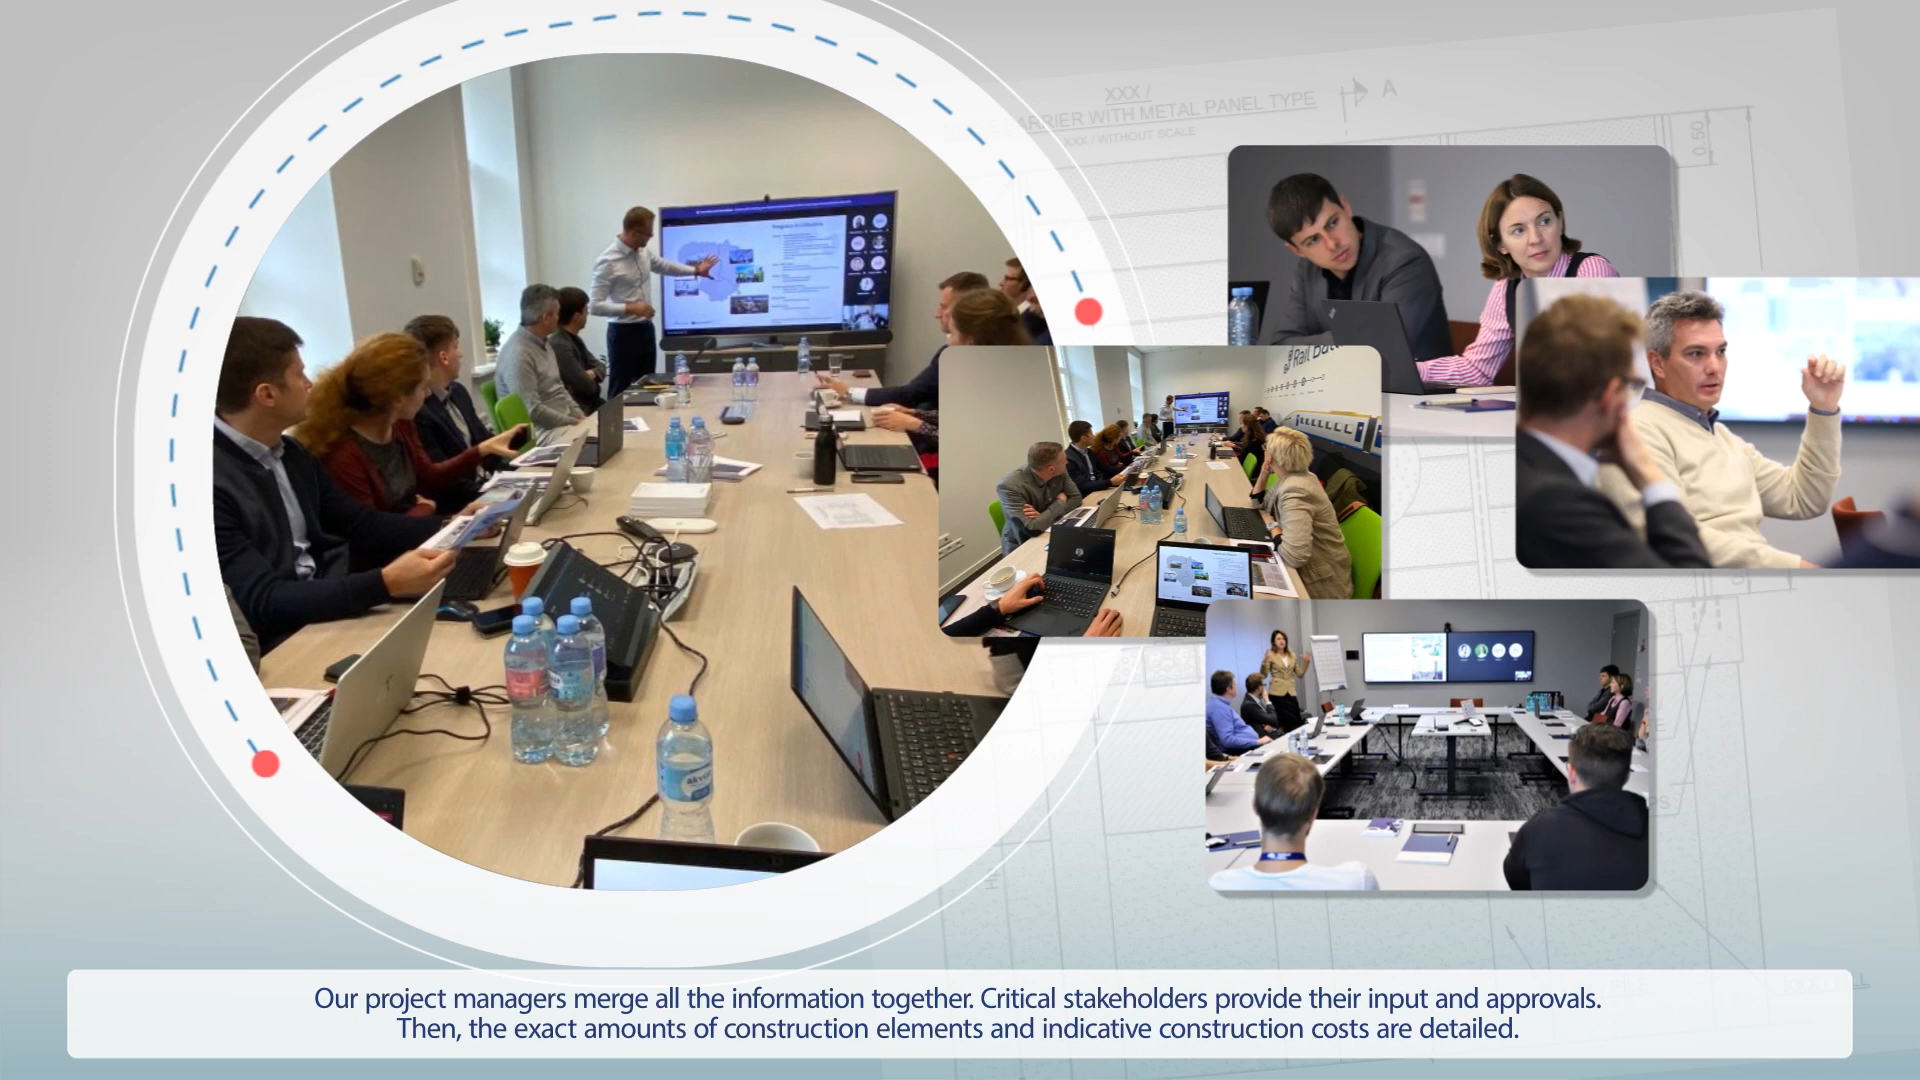 XXX /
BARRIER WITH METAL PANEL TYPE
XXX / WITHOUT SCALE
A
0.50
Rail
akvile
Our project managers merge all the information together. Critical stakeholders provide their input and approvals.
Then, the exact amounts of construction elements and indicative construction costs are detailed.